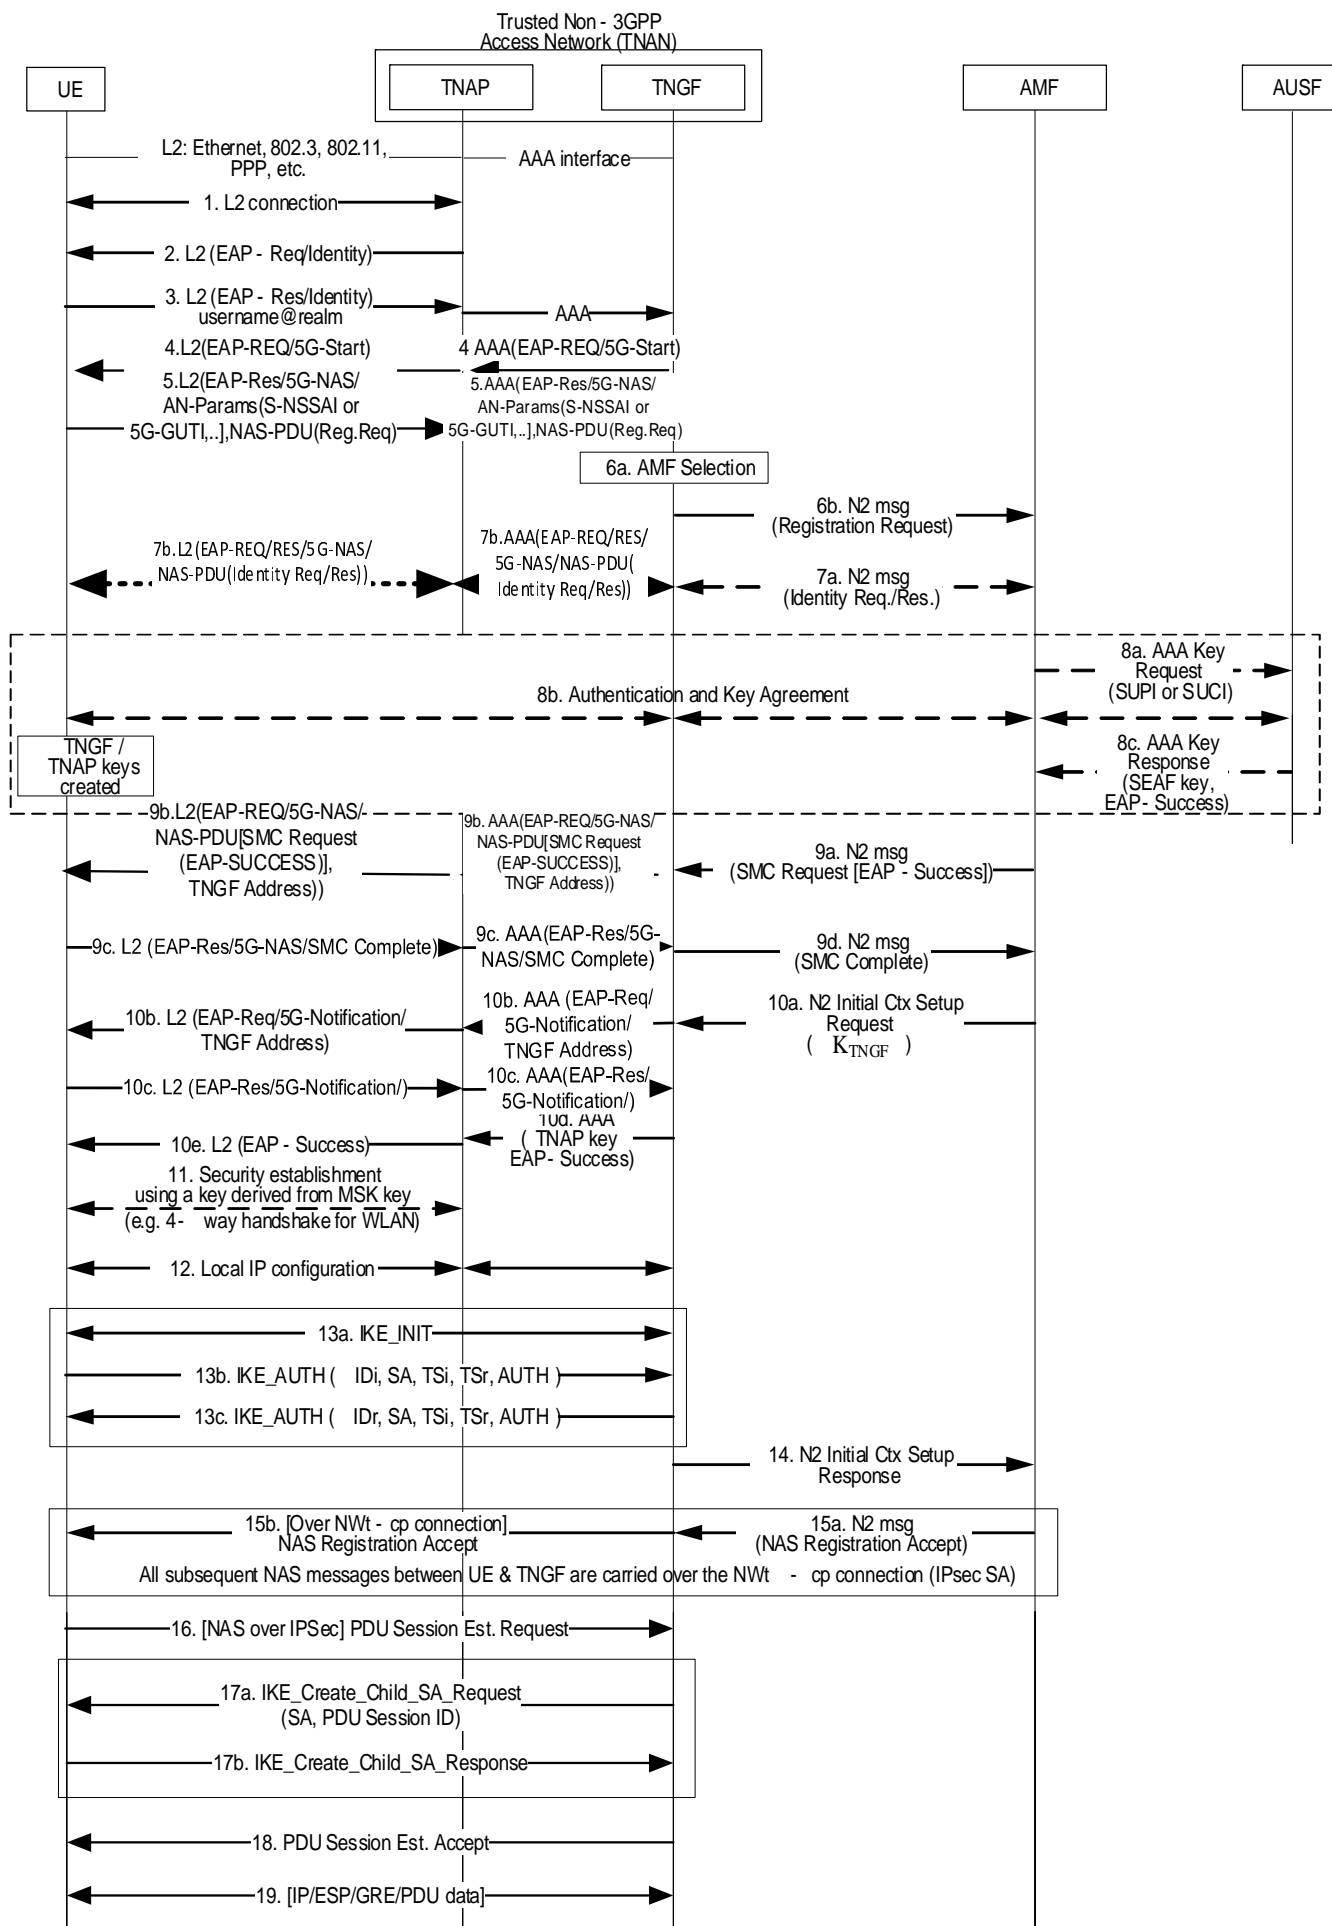 Trusted Non - 3GPP
Access Network (TNAN)
UE
TNAP
TNGF
AMF
AUSF
L2: Ethernet, 802.3, 802.11,
PPP, etc.
AAA interface
1. L2 connection
2. L2 (EAP - Req/Identity)
3. L2 (EAP - Res/Identity)
username@realm
AAA
4.L2(EAP-REQ/5G-Start)
4 AAA(EAP-REQ/5G-Start)
5.L2(EAP-Res/5G-NAS/
AN-Params(S-NSSAI or
5G-GUTI,..],NAS-PDU(Reg.Req)
5.AAA(EAP-Res/5G-NAS/
AN-Params(S-NSSAI or
5G-GUTI,..],NAS-PDU(Reg.Req)
6a. AMF Selection
6b. N2 msg
(Registration Request)
7b.L2(EAP-REQ/RES/5G-NAS/
NAS-PDU(Identity Req/Res))
7b.AAA(EAP-REQ/RES/
5G-NAS/NAS-PDU(
Identity Req/Res))
7a. N2 msg
(Identity Req./Res.)
8a. AAA Key
Request
(SUPI or SUCI)
8b. Authentication and Key Agreement
TNGF /
TNAP keys
created
8c. AAA Key
Response
(SEAF key,
EAP- Success)
9b.L2(EAP-REQ/5G-NAS/
NAS-PDU[SMC Request
(EAP-SUCCESS)],
TNGF Address))
9b. AAA(EAP-REQ/5G-NAS/
NAS-PDU[SMC Request
(EAP-SUCCESS)],
TNGF Address))
9a. N2 msg
(SMC Request [EAP - Success])
9c. L2 (EAP-Res/5G-NAS/SMC Complete)
9c. AAA(EAP-Res/5G-
NAS/SMC Complete)
9d. N2 msg
(SMC Complete)
10b. L2 (EAP-Req/5G-Notification/
TNGF Address)
10b. AAA (EAP-Req/
5G-Notification/
TNGF Address)
10a. N2 Initial Ctx Setup
Request
( KTNGF )
10c. L2 (EAP-Res/5G-Notification/)
10c. AAA(EAP-Res/
5G-Notification/)
10d. AAA
( TNAP key
EAP- Success)
10e. L2 (EAP - Success)
11. Security establishment
using a key derived from MSK key
(e.g. 4- way handshake for WLAN)
12. Local IP configuration
13a. IKE_INIT
13b. IKE_AUTH ( IDi, SA, TSi, TSr, AUTH )
13c. IKE_AUTH ( IDr, SA, TSi, TSr, AUTH )
14. N2 Initial Ctx Setup
Response
15b. [Over NWt - cp connection]
NAS Registration Accept
15a. N2 msg
(NAS Registration Accept)
All subsequent NAS messages between UE & TNGF are carried over the NWt - cp connection (IPsec SA)
16. [NAS over IPSec] PDU Session Est. Request
17a. IKE_Create_Child_SA_Request
(SA, PDU Session ID)
17b. IKE_Create_Child_SA_Response
18. PDU Session Est. Accept
19. [IP/ESP/GRE/PDU data]